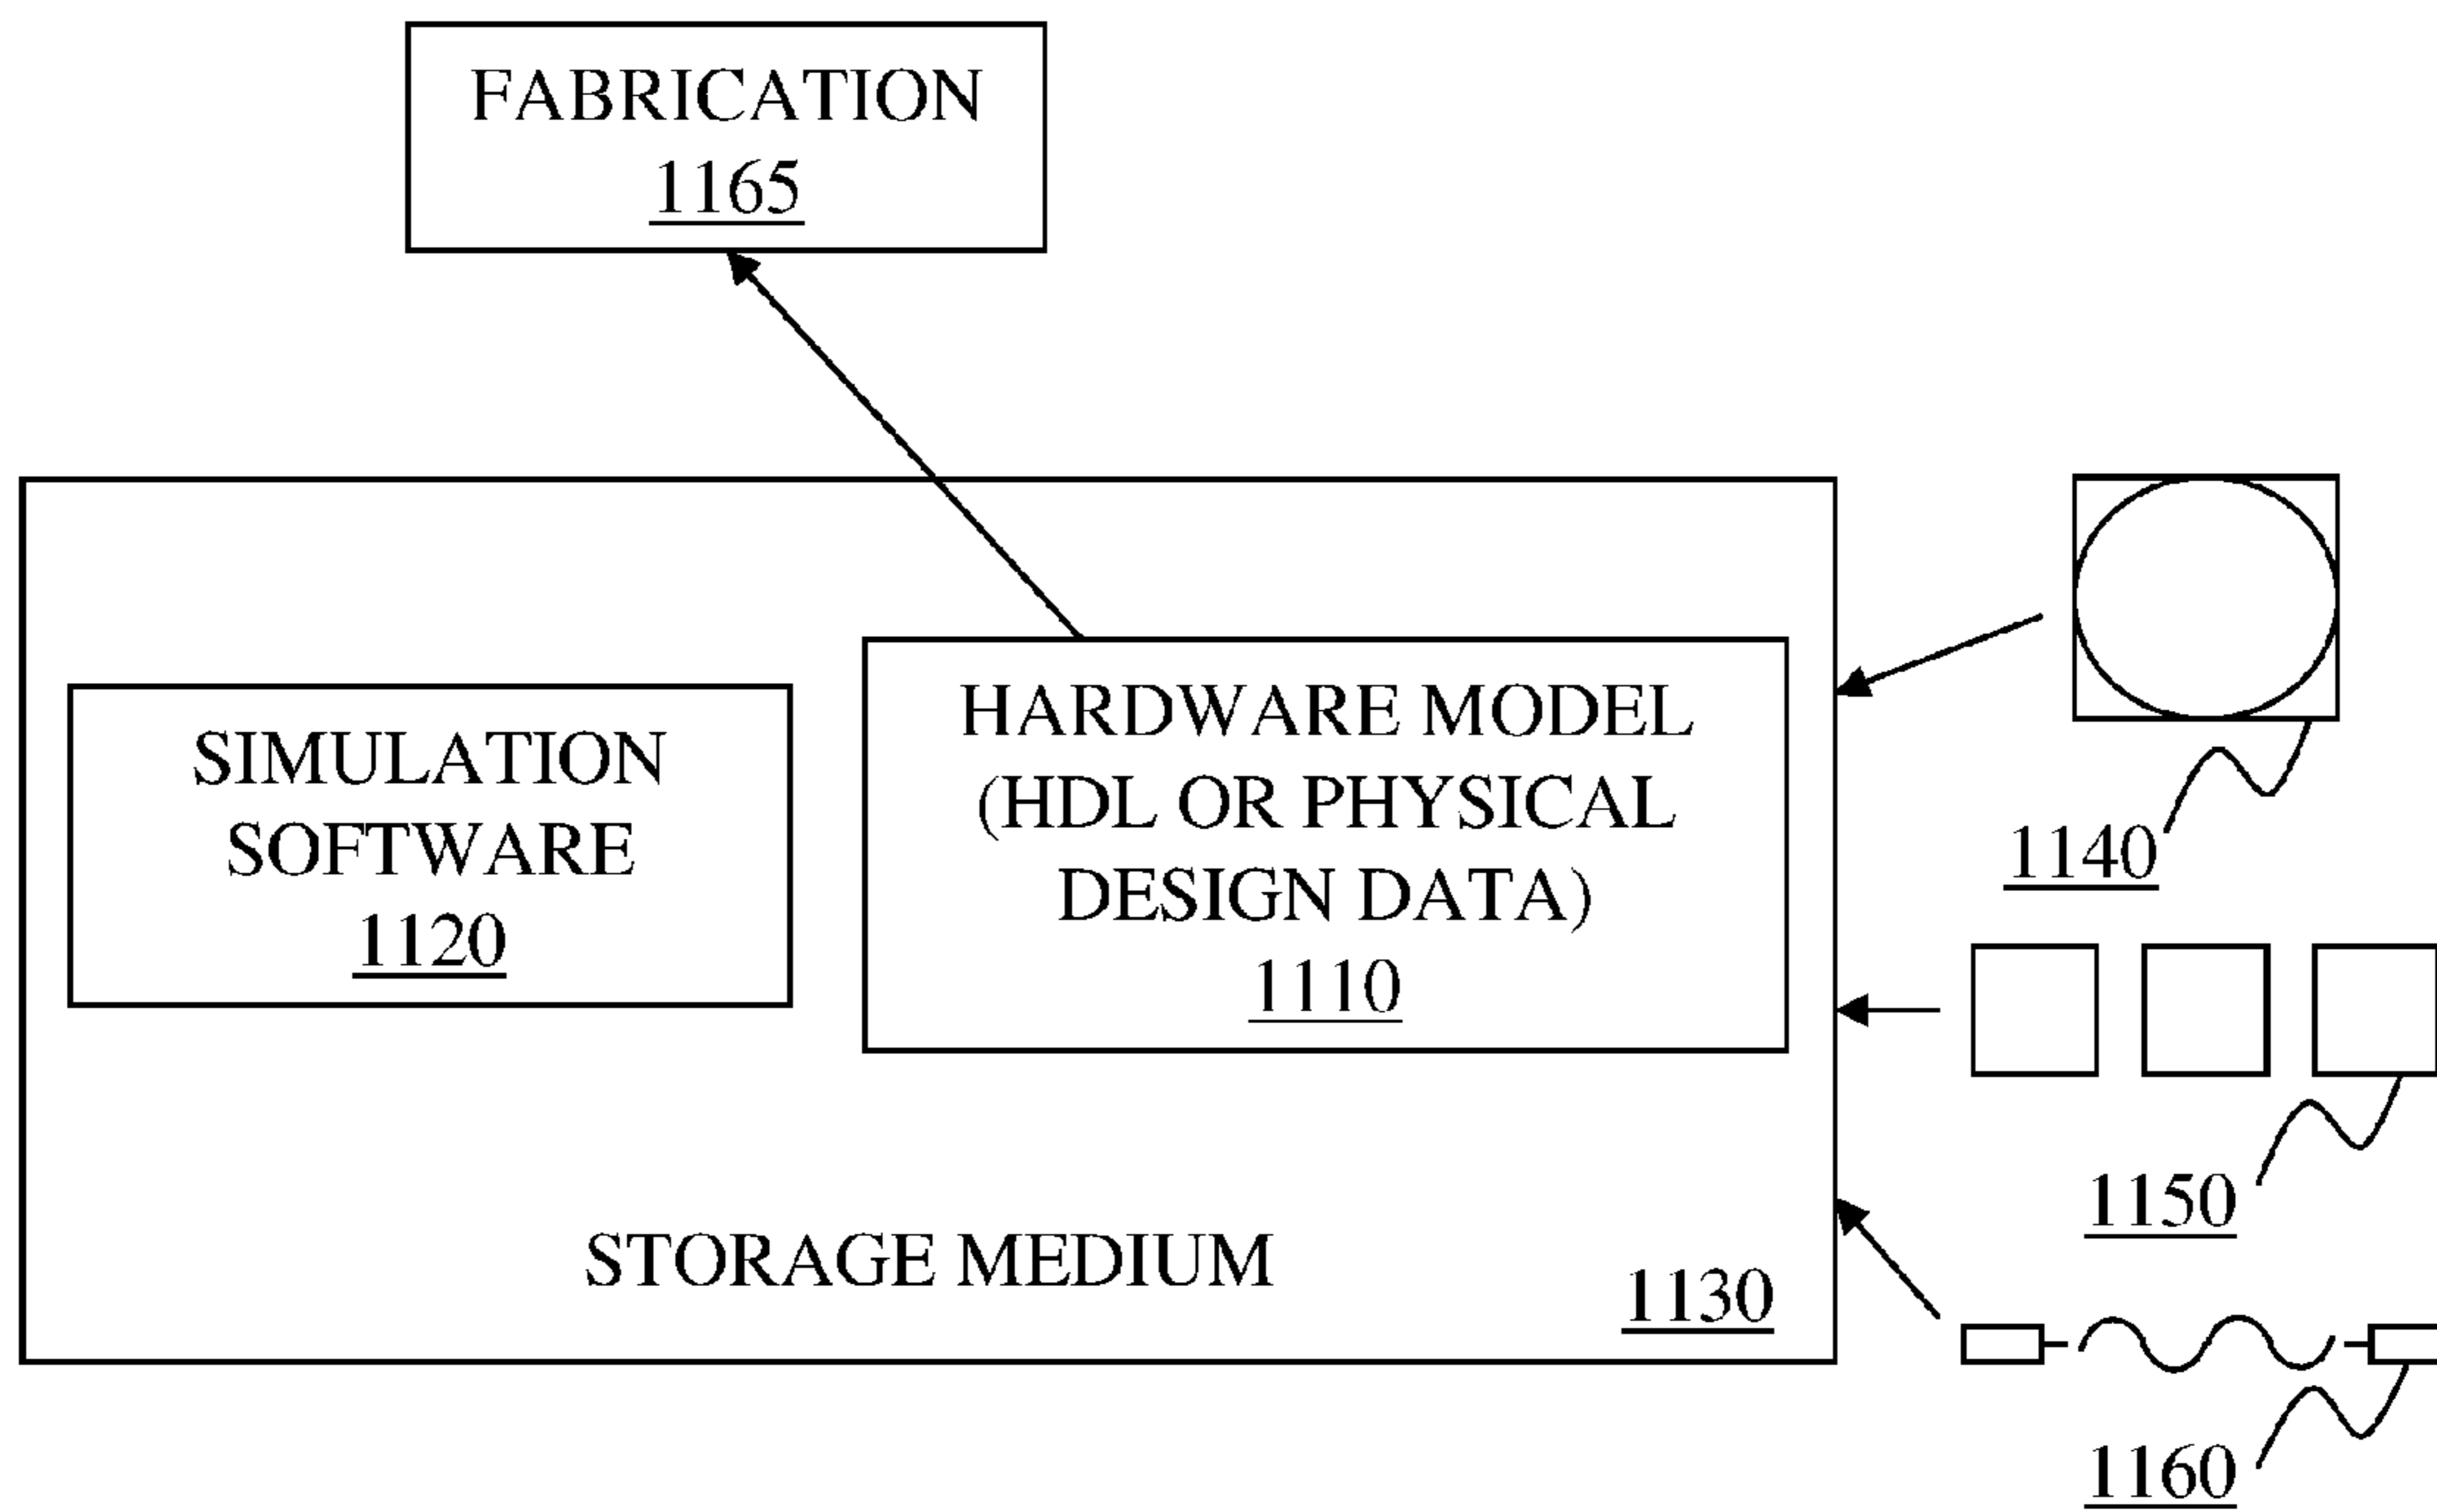 FABRICATION
1165
SIMULATION
SOFTWARE
1120
HARDWARE MODEL
(HDL OR PHYSICAL
DESIGN DATA)
1110
STORAGE MEDIUM
1130
1140
1150
1160